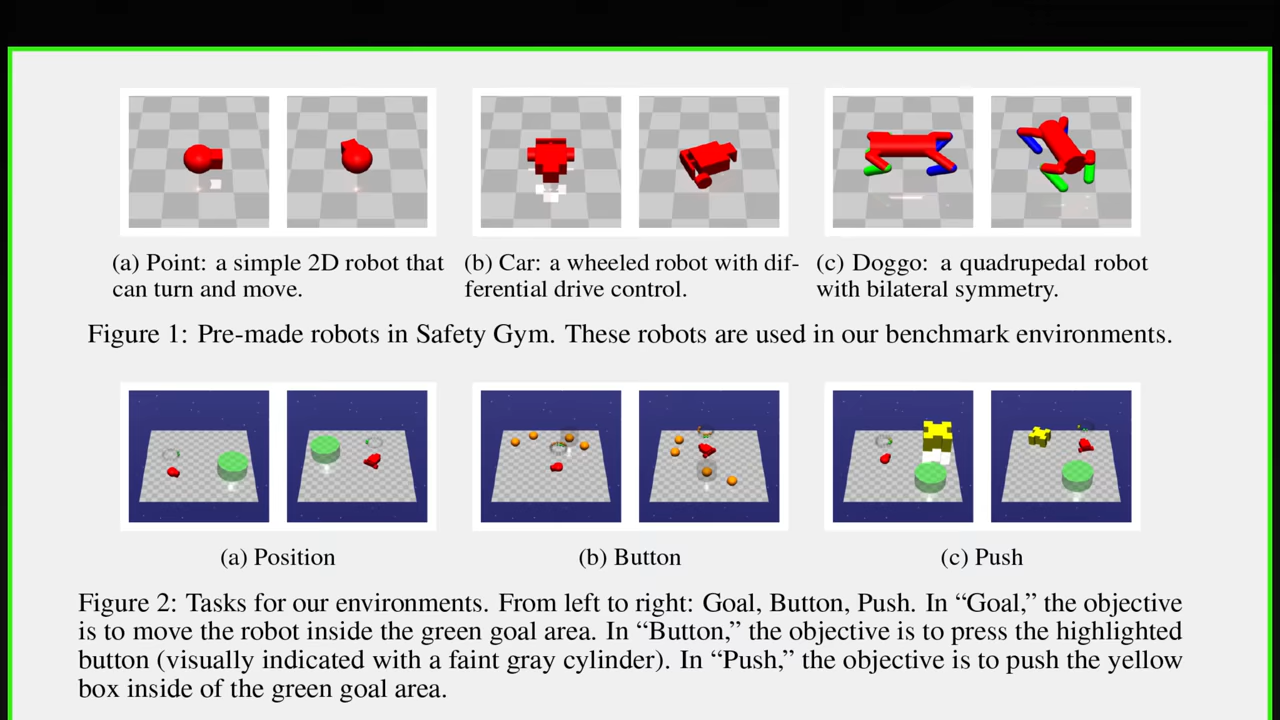 (a) Point: a simple 2D robot that
can turn and move.
(b) Car: a wheeled robot with dif-
ferential drive control.
(c) Doggo: a quadrupedal robot
with bilateral symmetry.
Figure 1: Pre-made robots in Safety Gym. These robots are used in our benchmark environments.
(a) Position
(b) Button
(c) Push
Figure 2: Tasks for our environments. From left to right: Goal, Button, Push. In “Goal,” the objective
is to move the robot inside the green goal area. In “Button,” the objective is to press the highlighted
button (visually indicated with a faint gray cylinder). In “Push,” the objective is to push the yellow
box inside of the green goal area.